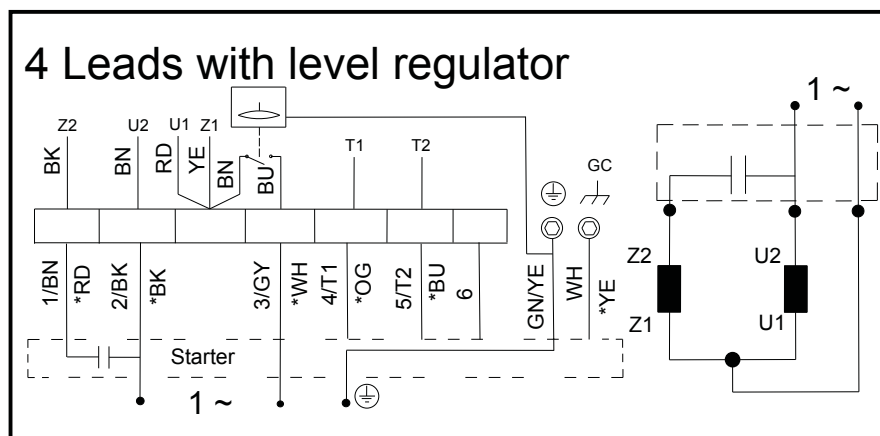 4 Leads with level regulator
1 ~
Z2
U2
U1
Z1
T1
T2
GC
BK
BN
RD
YE
BN
BU
1/BN
*RD
2/BK
*BK
3/GY
*WH
4/T1
*OG
5/T2
*BU
6
GN/YE
WH
*YE
Z2
U2
Z1
U1
Starter
1 ~